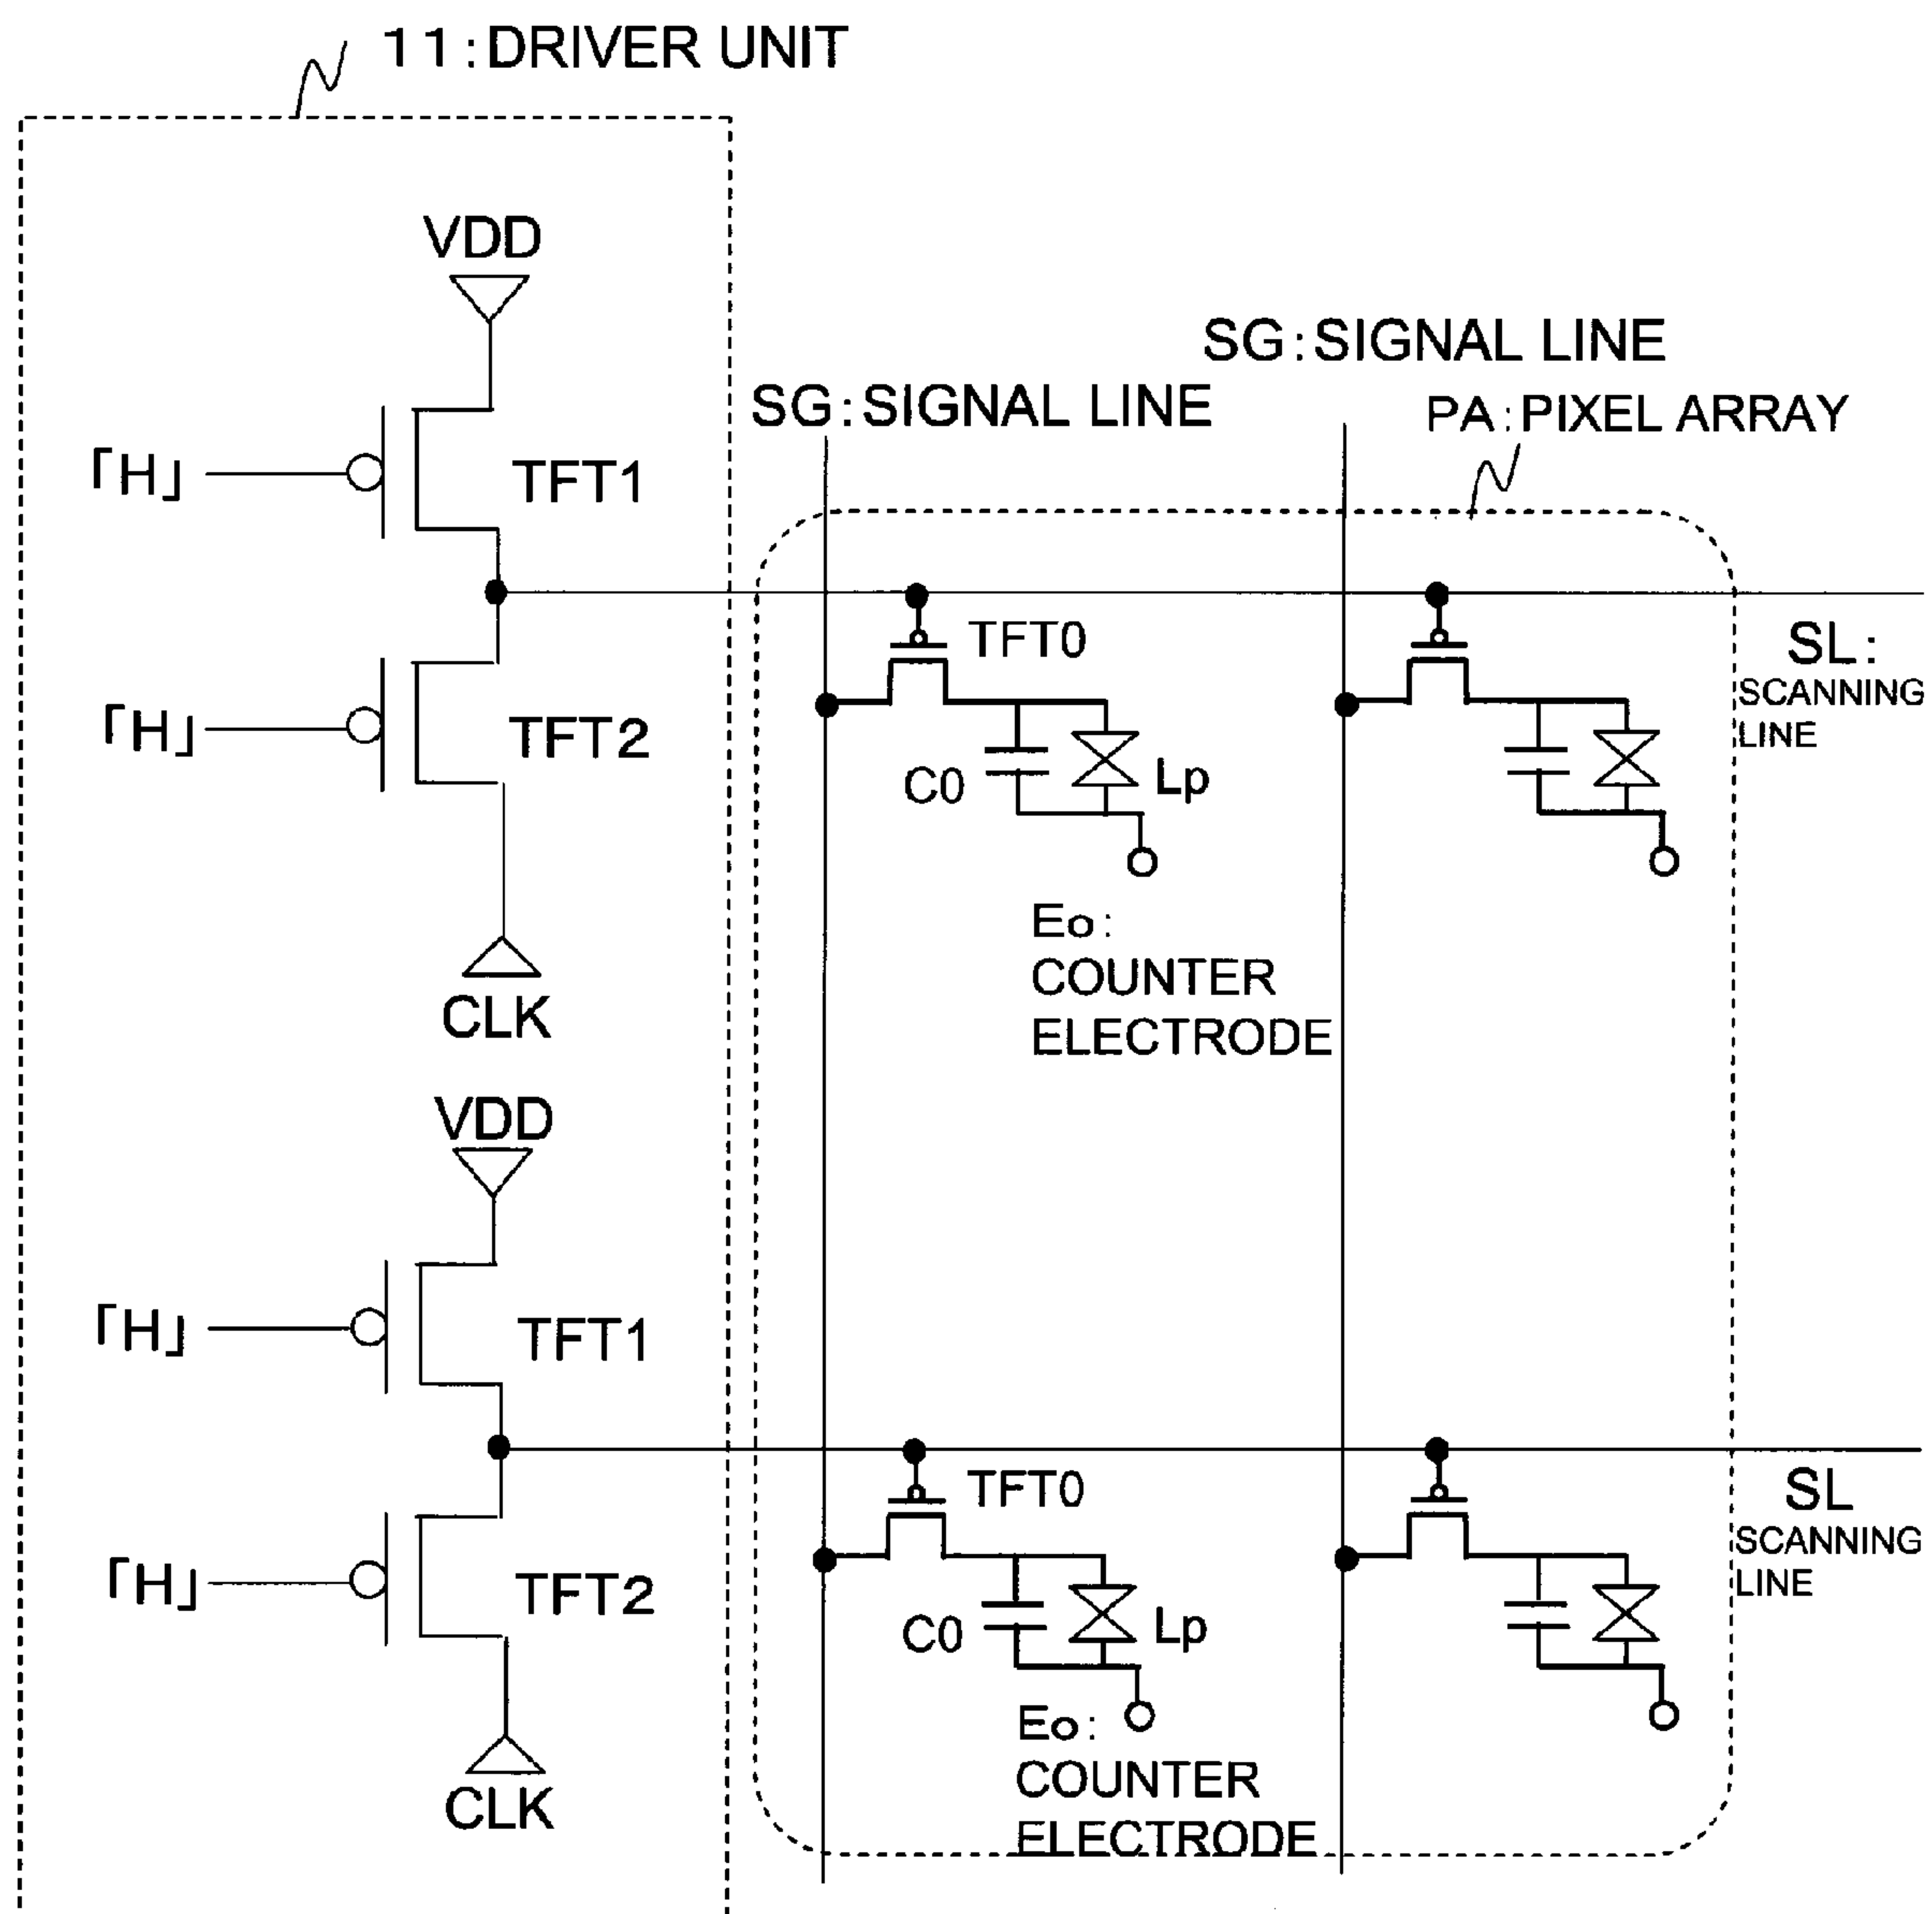 11:DRIVER UNIT
VDD
SG:SIGNAL LINE
SG:SIGNAL LINE
PA:PIXEL ARRAY
「H」
TFT1
TFT0
SL:
SCANNING
LINE
「H」
TFT2
C0
Lp
Eo:
COUNTER
ELECTRODE
CLK
VDD
「H」
TFT1
TFT0
SL
SCANNING
LINE
「H」
TFT2
C0
Lp
Eo:
COUNTER
ELECTRODE
CLK